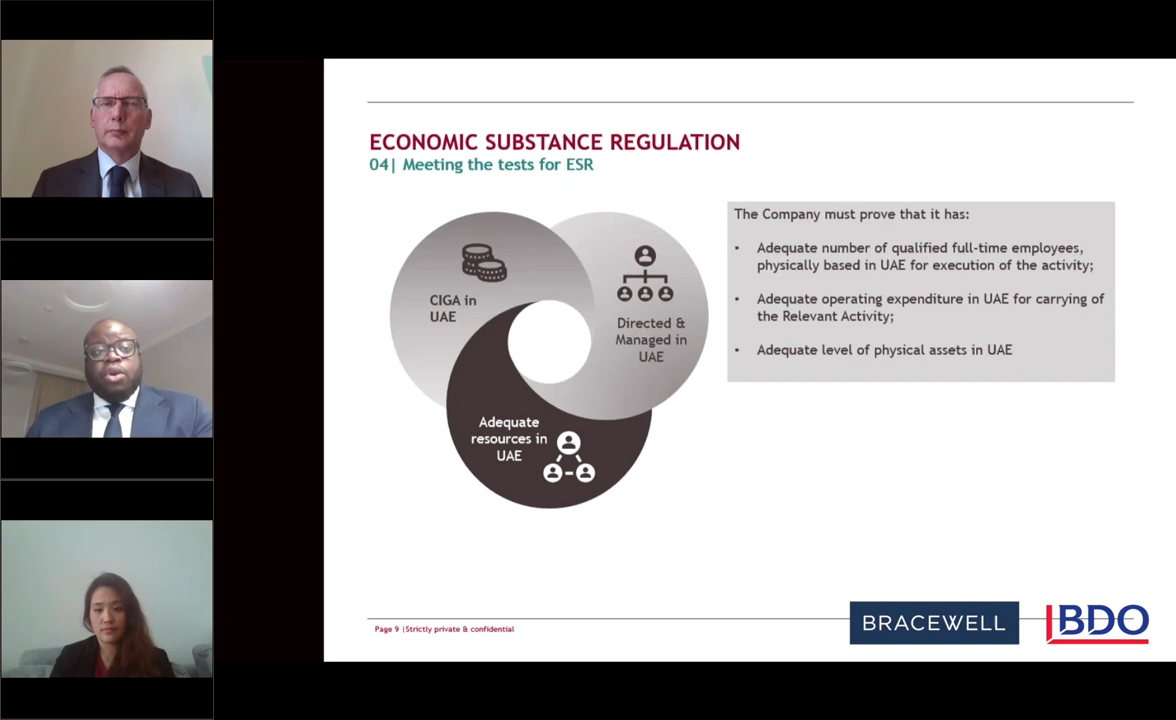 ECONOMIC SUBSTANCE REGULATION
04| Meeting the tests for ESR
CIGA in
UAE
Directed &
Managed in
UAE
Adequate
resources in
UAE
The Company must prove that it has:
• Adequate number of qualified full-time employees,
physically based in UAE for execution of the activity;
• Adequate operating expenditure in UAE for carrying of
the Relevant Activity;
• Adequate level of physical assets in UAE
Page 9 |Strictly private & confidential
BRACEWELL
BDO